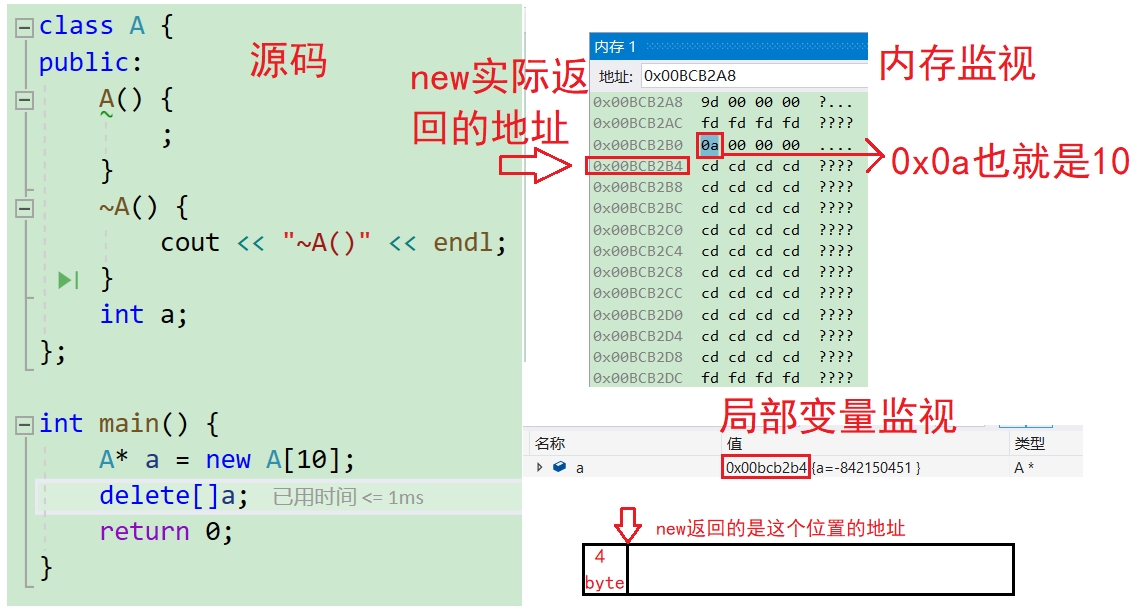 class A {
public:
A() {
;
}
~A() {
cout << "~A()" << endl;
}
int a;
};
int main() {
A* a = new A[10];
delete[]a; 已用时间 <= 1ms
return 0;
}
源码
new实际返
回的地址
内存 1
地址: 0x00BCB2A8
0x00BCB2A8 9d 00 00 00 ?...
0x00BCB2AC fd fd fd fd ????
0x00BCB2B0 0a 00 00 00 ....
0x00BCB2B4 cd cd cd cd ????
0x00BCB2B8 cd cd cd cd ????
0x00BCB2BC cd cd cd cd ????
0x00BCB2C0 cd cd cd cd ????
0x00BCB2C4 cd cd cd cd ????
0x00BCB2C8 cd cd cd cd ????
0x00BCB2CC cd cd cd cd ????
0x00BCB2D0 cd cd cd cd ????
0x00BCB2D4 cd cd cd cd ????
0x00BCB2D8 cd cd cd cd ????
0x00BCB2DC fd fd fd fd ????
内存监视
0x0a也就是10
局部变量监视
名称 值 类型
a 0x00bcb2b4 {a=-842150451 } A *
new返回的是这个位置的地址
4
byte